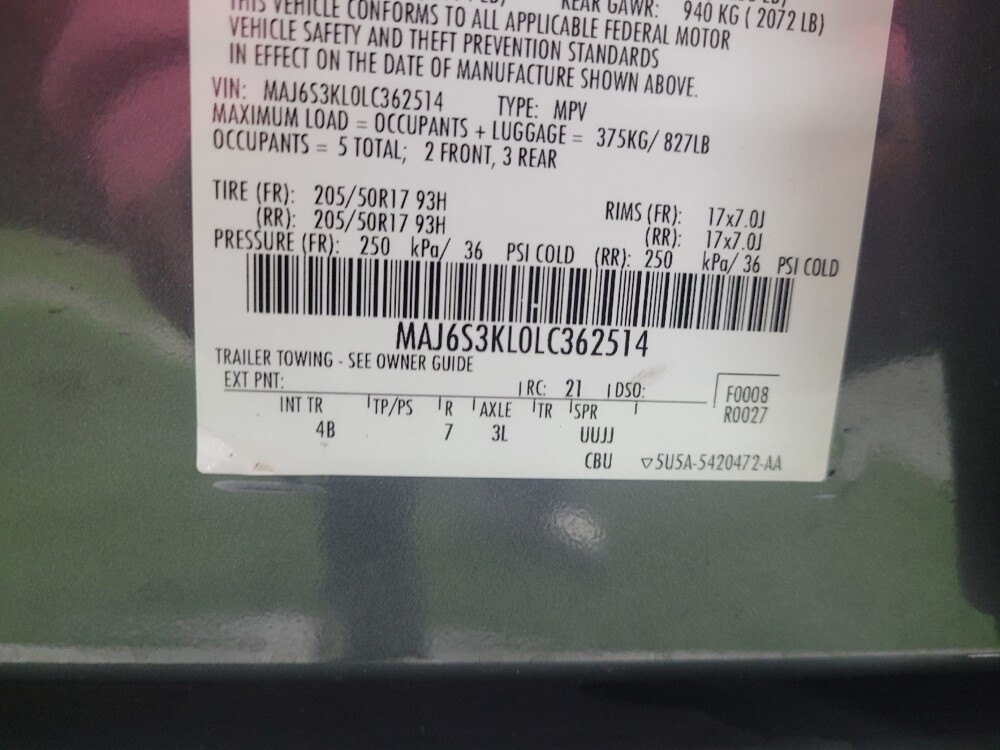 REAR GAWR: 940 KG ( 2072 LB)
THIS VEHICLE CONFORMS TO ALL APPLICABLE FEDERAL MOTOR
VEHICLE SAFETY AND THEFT PREVENTION STANDARDS
IN EFFECT ON THE DATE OF MANUFACTURE SHOWN ABOVE.
VIN: MAJ6S3KL0LC362514 TYPE: MPV
MAXIMUM LOAD = OCCUPANTS + LUGGAGE = 375KG/ 827LB
OCCUPANTS = 5 TOTAL; 2 FRONT, 3 REAR
TIRE (FR): 205/50R17 93H RIMS (FR): 17x7.0J
(RR): 205/50R17 93H (RR): 17x7.0J
PRESSURE (FR): 250 kPa/ 36 PSI COLD (RR): 250 kPa/ 36 PSI COLD
MAJ6S3KL0LC362514
TRAILER TOWING - SEE OWNER GUIDE
EXT PNT: RC: 21 DSO: F0008
R0027
INT TR TP/PS R AXLE TR SPR
4B 7 3L UUJJ
CBU ▽5U5A-5420472-AA